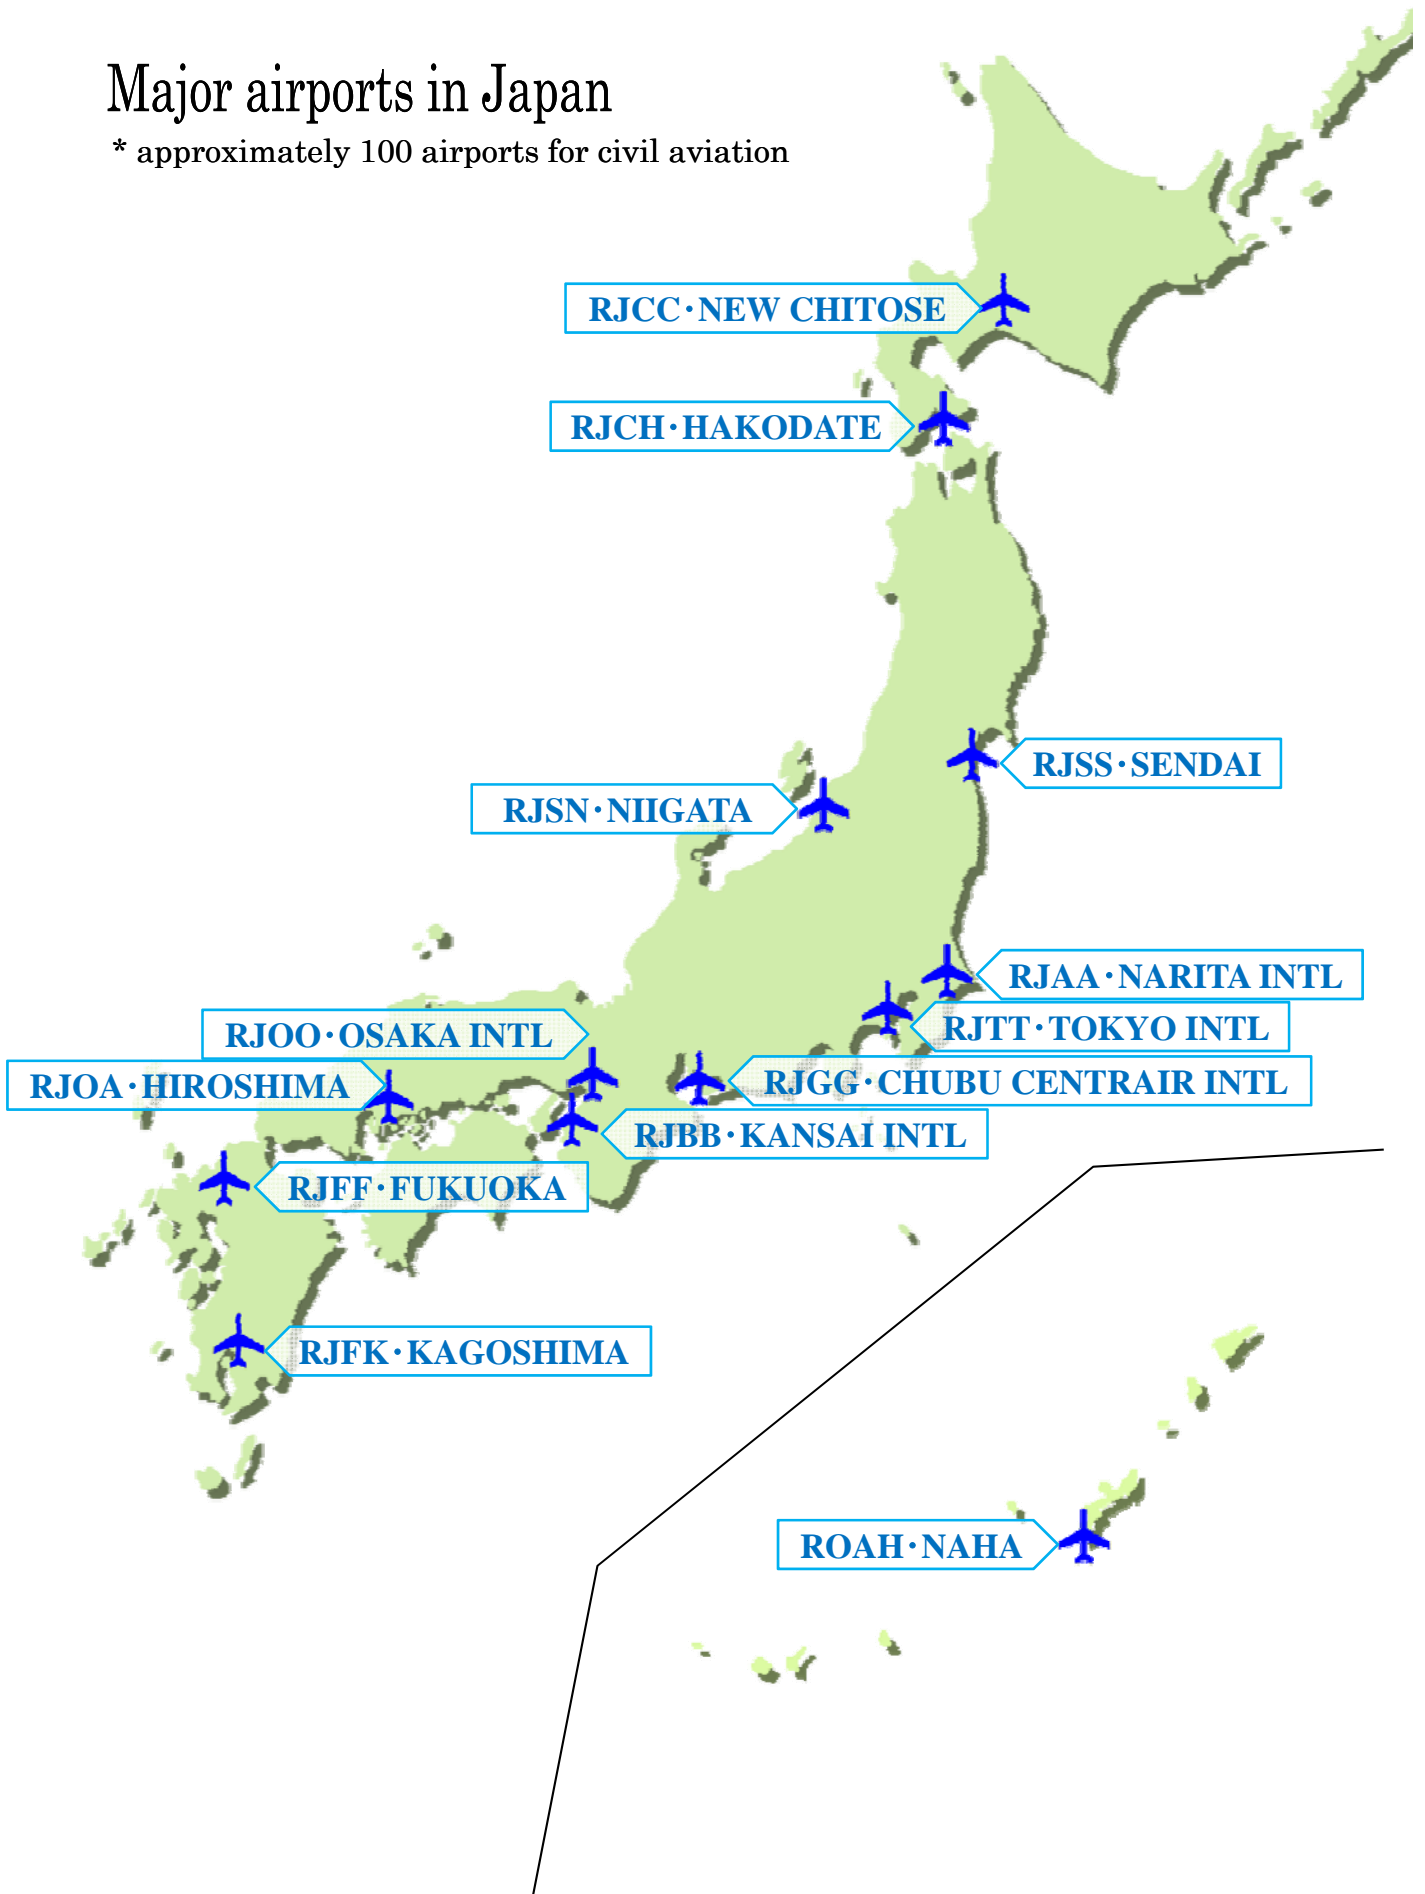 Major airports in Japan
* approximately 100 airports for civil aviation
RJCC・NEW CHITOSE
RJCH・HAKODATE
RJSS・SENDAI
RJSN・NIIGATA
RJAA・NARITA INTL
RJTT・TOKYO INTL
RJOO・OSAKA INTL
RJGG・CHUBU CENTRAIR INTL
RJOA・HIROSHIMA
RJBB・KANSAI INTL
RJFF・FUKUOKA
RJFK・KAGOSHIMA
ROAH・NAHA